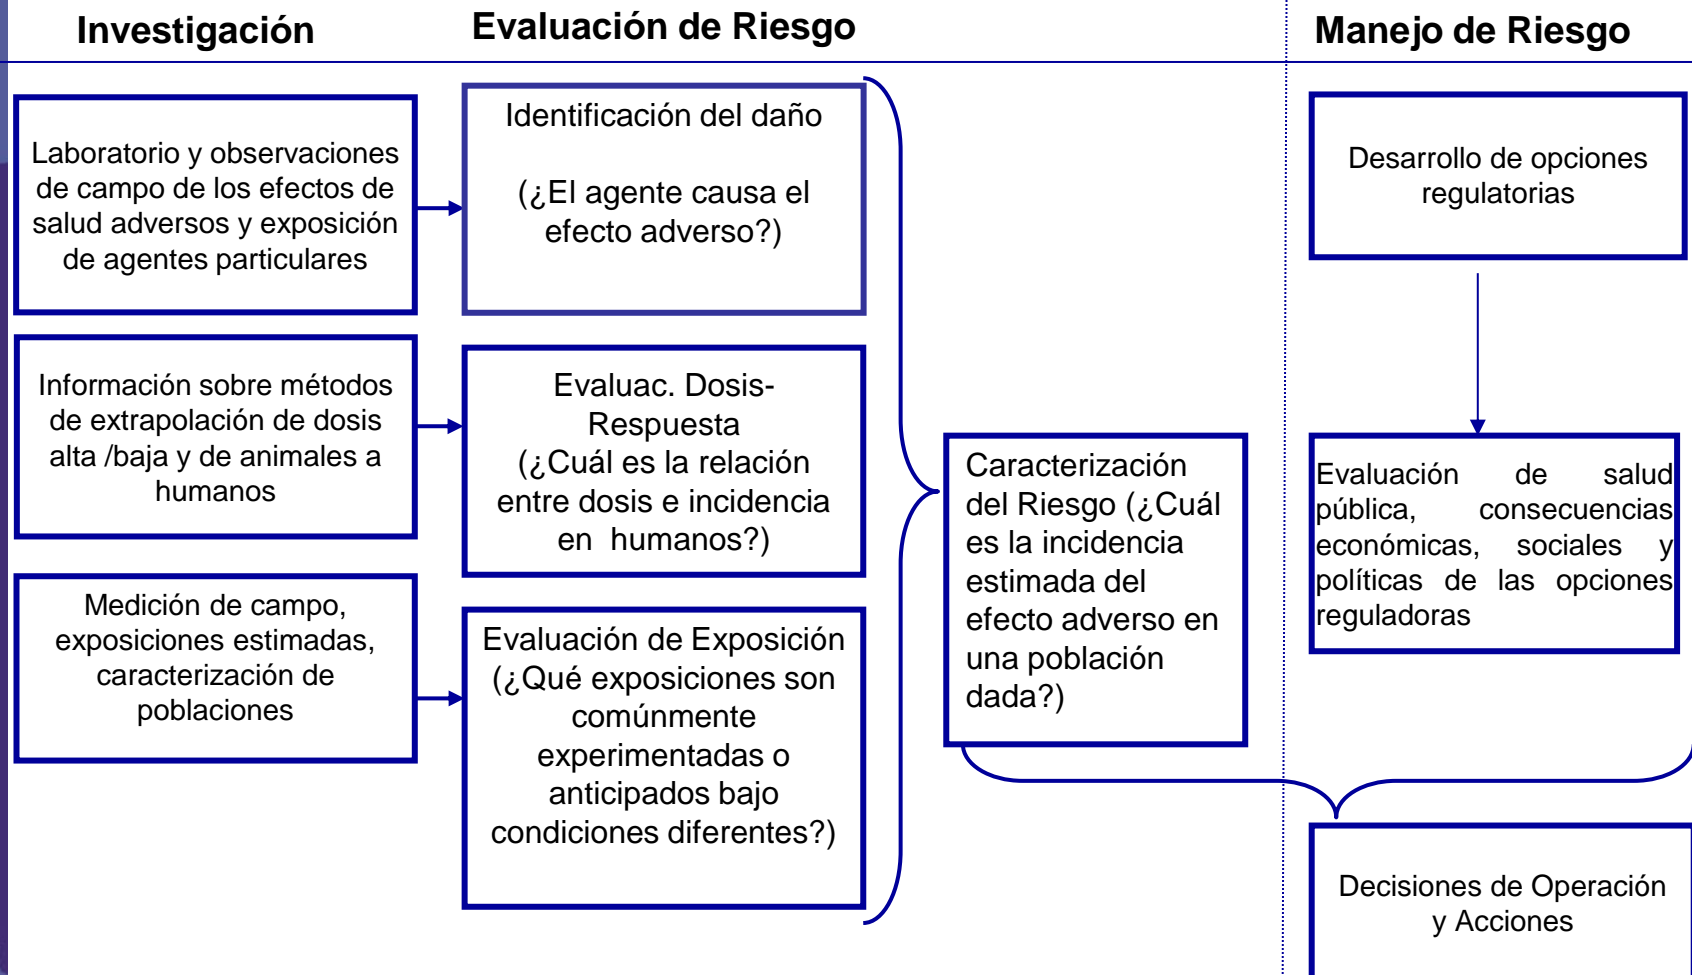 Investigación
Evaluación de Riesgo
Manejo de Riesgo
Laboratorio y observaciones
de campo de los efectos de
salud adversos y exposición
de agentes particulares
Identificación del daño
(¿El agente causa el
efecto adverso?)
Desarrollo de opciones
regulatorias
Información sobre métodos
de extrapolación de dosis
alta /baja y de animales a
humanos
Evaluac. Dosis-
Respuesta
(¿Cuál es la relación
entre dosis e incidencia
en humanos?)
Medición de campo,
exposiciones estimadas,
caracterización de
poblaciones
Evaluación de Exposición
(¿Qué exposiciones son
comúnmente
experimentadas o
anticipados bajo
condiciones diferentes?)
Caracterización
del Riesgo (¿Cuál
es la incidencia
estimada del
efecto adverso en
una población
dada?)
Evaluación de salud
pública, consecuencias
económicas, sociales y
políticas de las opciones
reguladoras
Decisiones de Operación
y Acciones